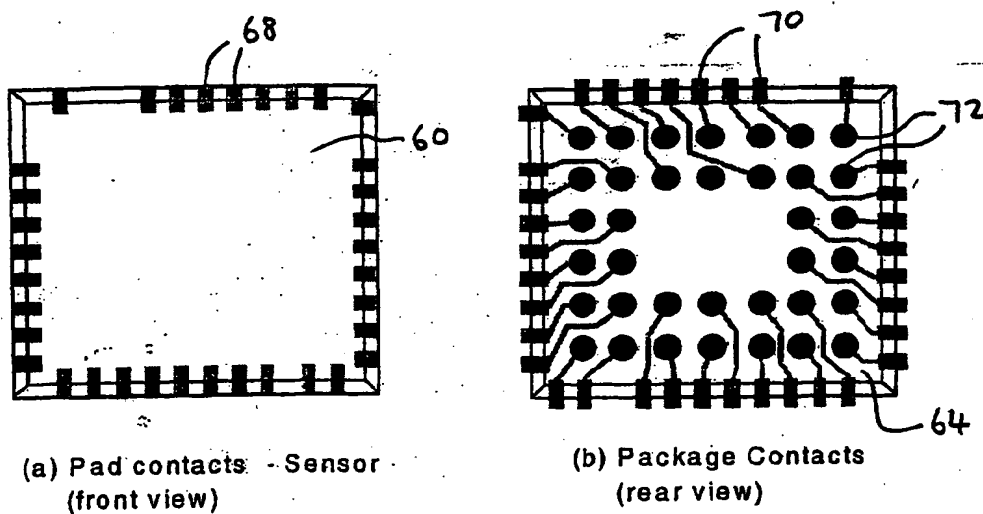 68
60
70
72
64
(a) Pad contacts - Sensor
(front view)
(b) Package Contacts
(rear view)